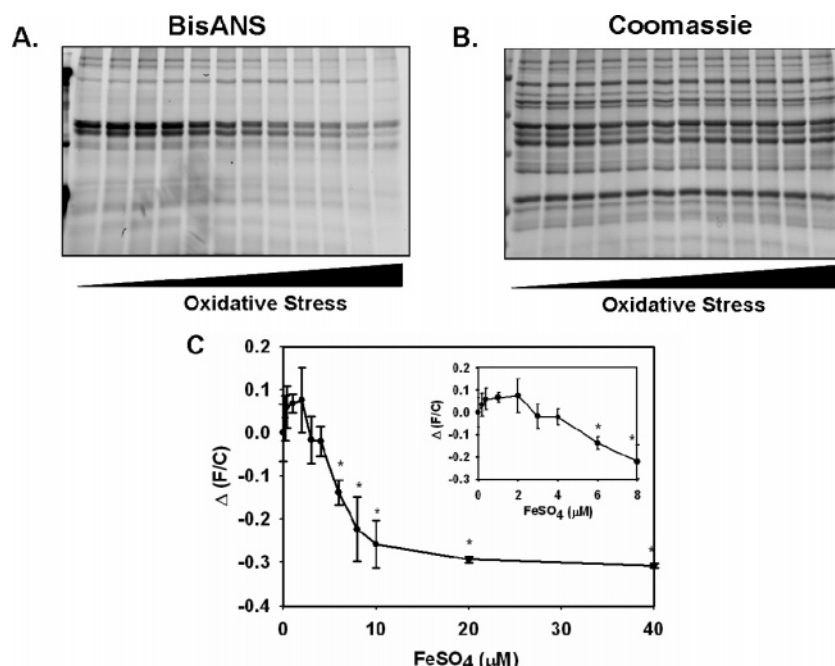 A. BisANS
B. Coomassie
Oxidative Stress
Oxidative Stress
C
Δ (F/C)
0.2
0.1
0.0
-0.1
-0.2
-0.3
-0.4
0 10 20 30 40
FeSO4 (μM)
* * * * *
Δ (F/C)
0.2
0.1
0.0
-0.1
-0.2
-0.3
0 2 4 6 8
FeSO4 (μM)
* *